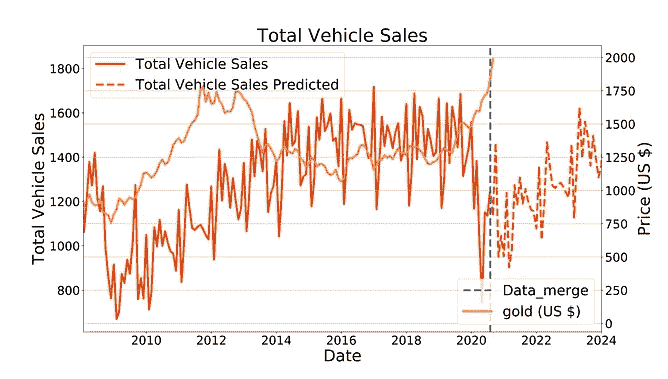 Total Vehicle Sales
Total Vehicle Sales
Total Vehicle Sales Predicted
1800
1600
1400
1200
1000
800
Total Vehicle Sales
2000
1750
1500
1250
1000
750
500
250
0
Price (US $)
Data_merge
gold (US $)
2010
2012
2014
2016
2018
2020
2022
2024
Date